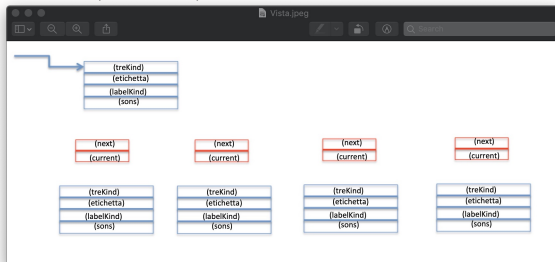 Vista.jpeg
Search
(treKind)
(etichetta)
(labelKind)
(sons)
(next) (next) (next) (next)
(current) (current) (current) (current)
(treKind) (treKind) (treKind) (treKind)
(etichetta) (etichetta) (etichetta) (etichetta)
(labelKind) (labelKind) (labelKind) (labelKind)
(sons) (sons) (sons) (sons)